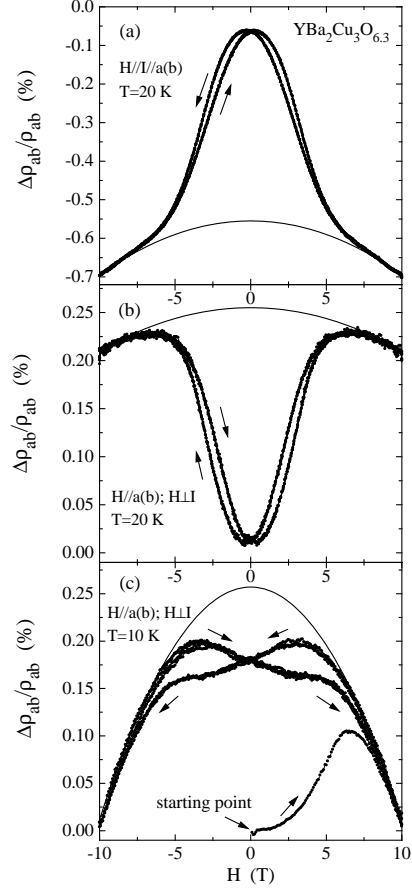 0.0
(a)
YBa₂Cu₃O₆.₃
-0.1
H//I//a(b)
T=20 K
-0.2
-0.3
-0.4
-0.5
-0.6
-0.7
Δρab/ρab (%)
-5 0 5
(b)
0.25
0.20
0.15
0.10
0.05
0.00
Δρab/ρab (%)
H//a(b); H⊥I
T=20 K
-5 0 5
(c)
H//a(b); H⊥I
T=10 K
0.25
0.20
0.15
0.10
0.05
0.00
Δρab/ρab (%)
starting point
-10 -5 0 5 10
H (T)